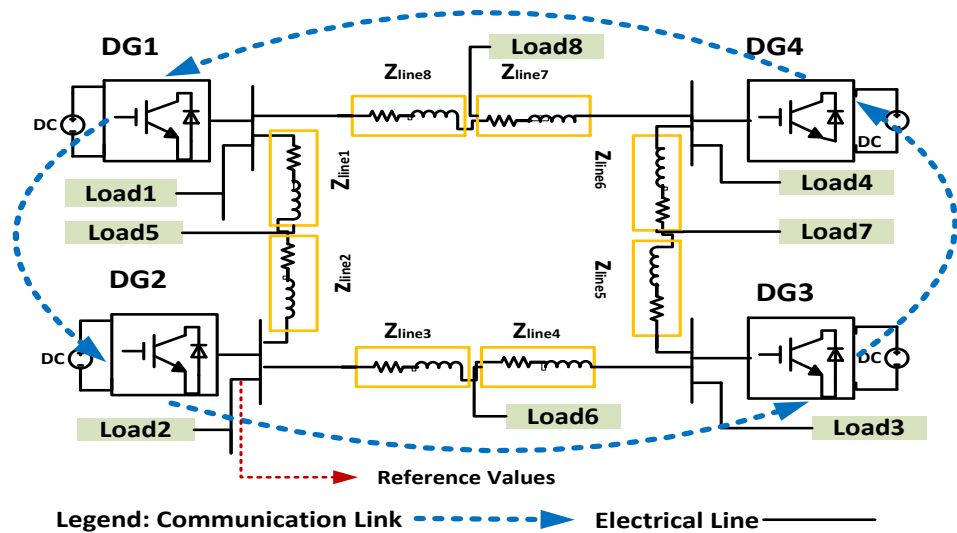 DG1
Load8
DG4
Zline8
Zline7
DC
DC
Zline1
Zline6
Load1
Load4
Load5
Load7
Zline2
Zline5
DG2
DG3
Zline3
Zline4
DC
DC
Load2
Load6
Load3
Reference Values
Legend: Communication Link
Electrical Line